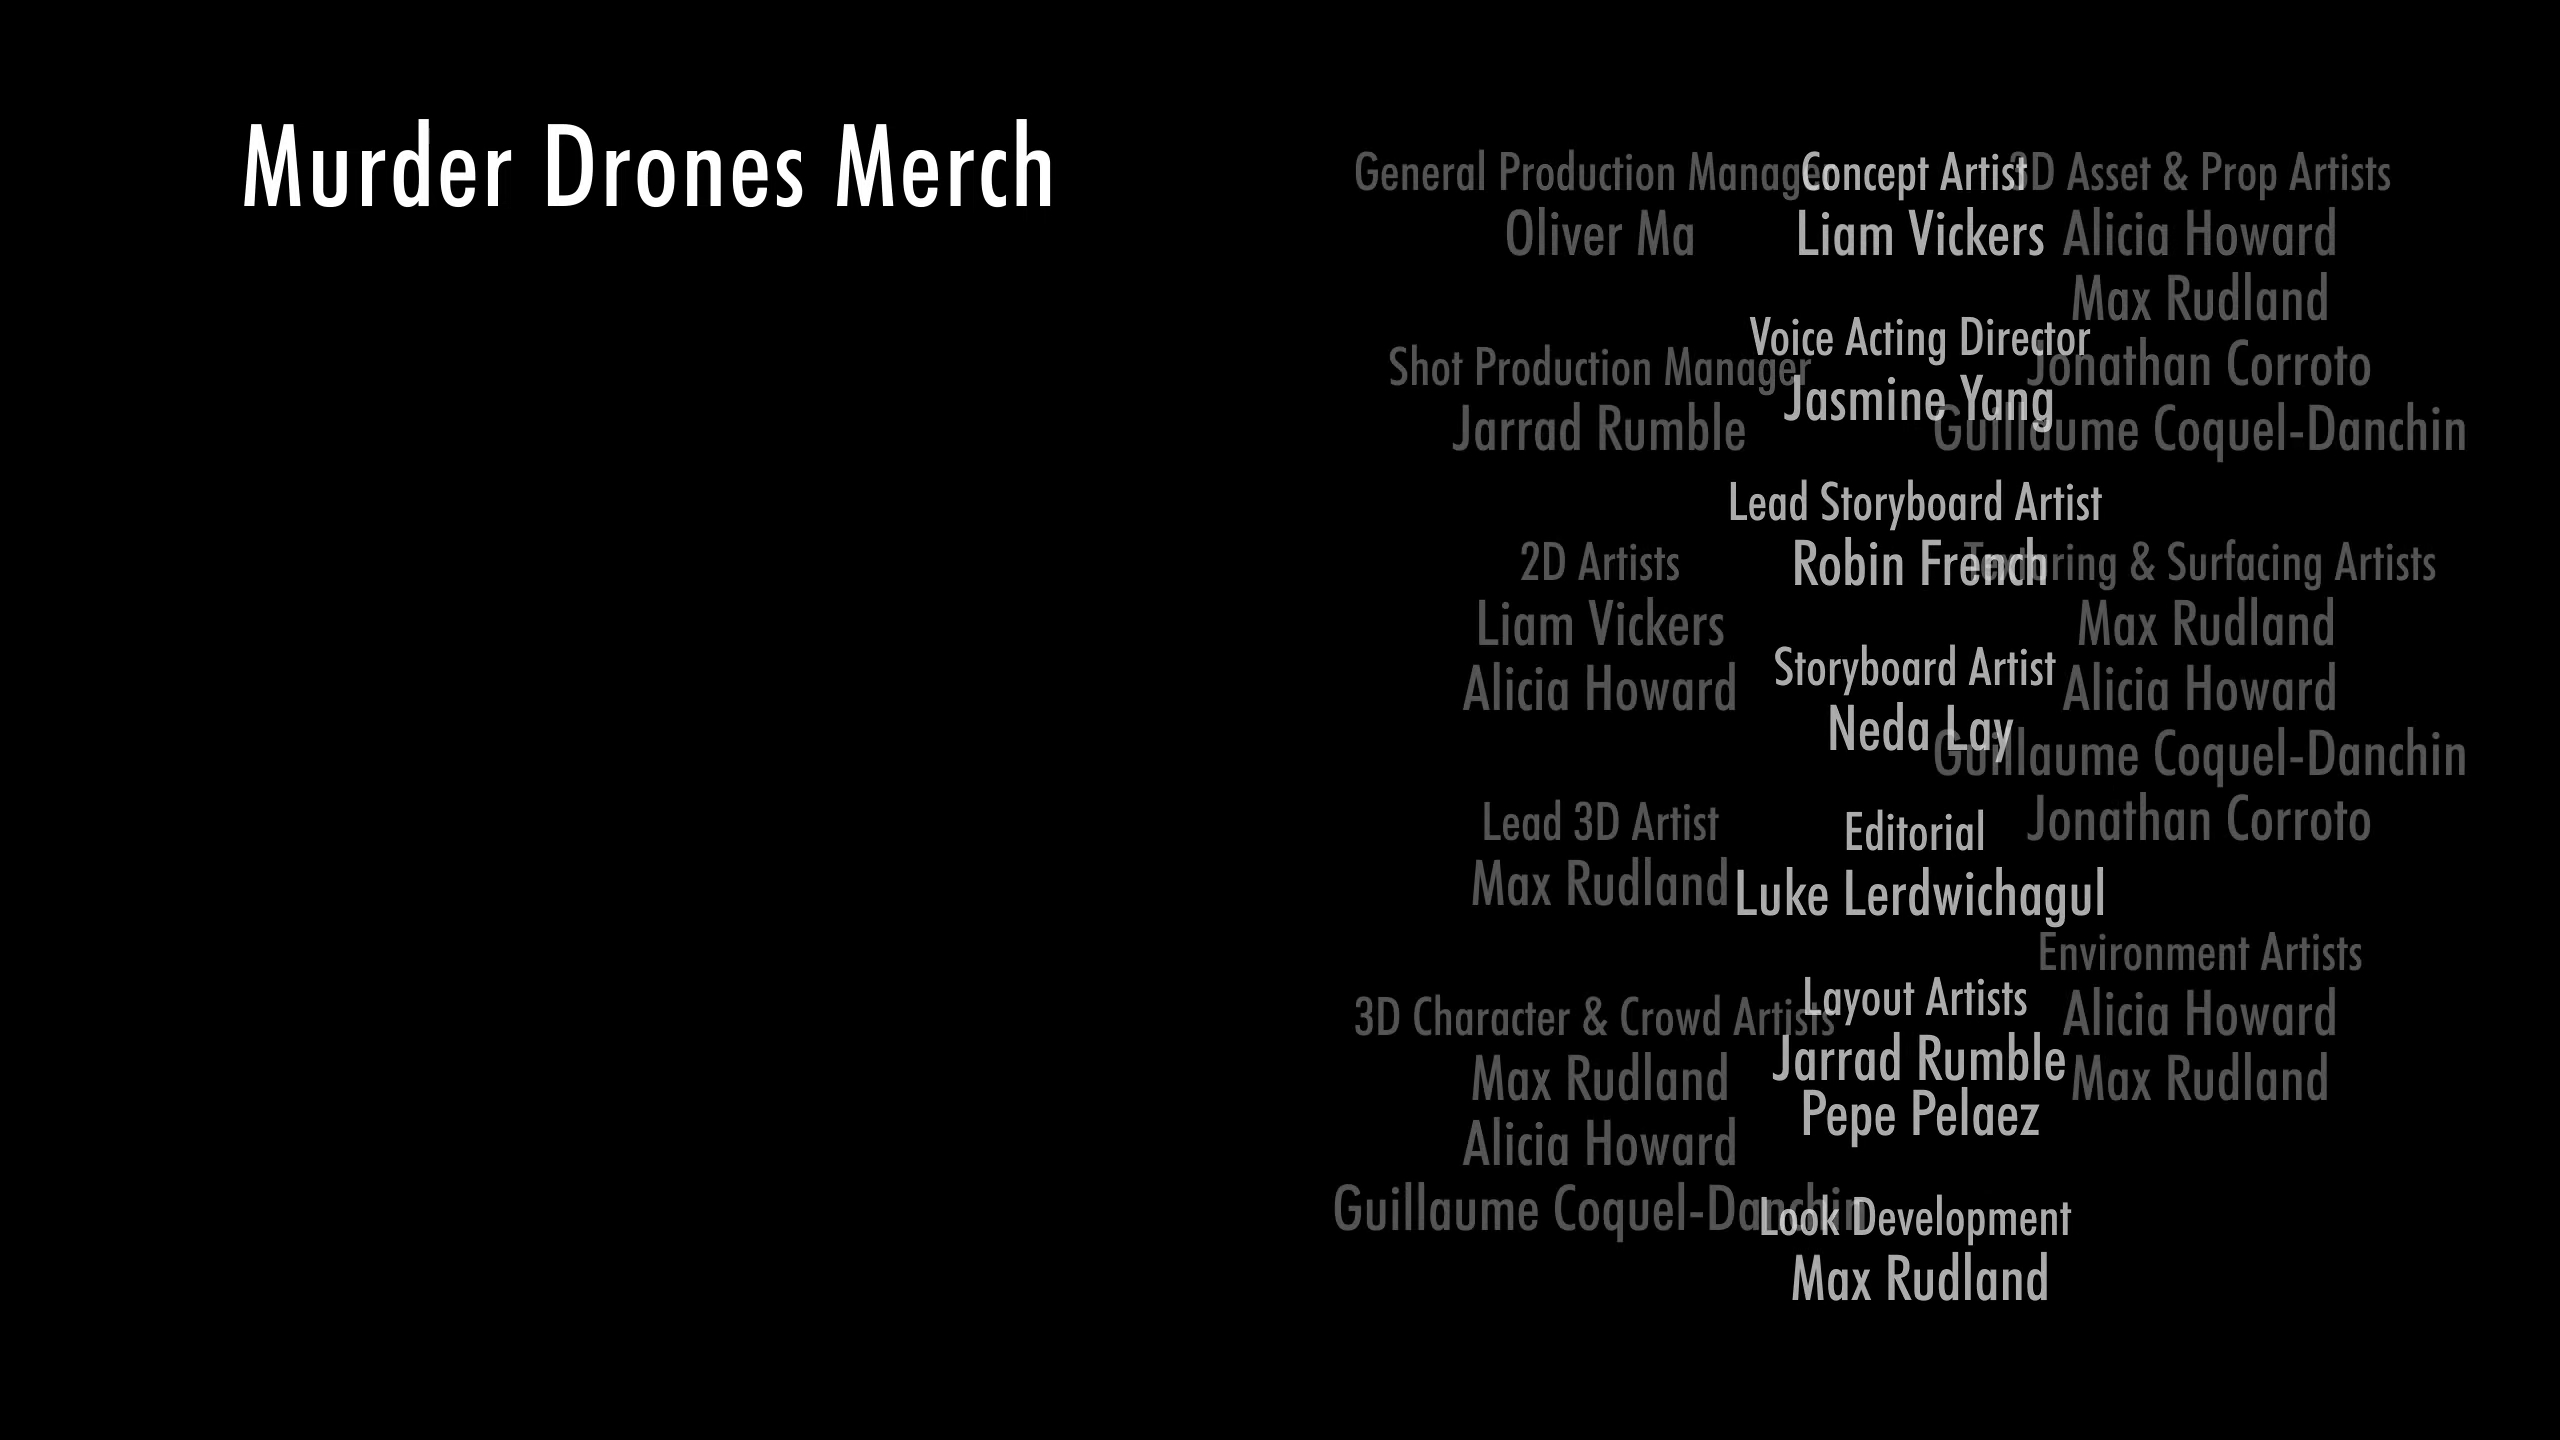 Murder Drones Merch
Concept Artist
Liam Vickers
Voice Acting Director
Jasmine Yang
Lead Storyboard Artist
Robin French
Storyboard Artist
Neda Lay
Editorial
Luke Lerdwichagul
Layout Artists
Jarrad Rumble
Pepe Pelaez
Look Development
Max Rudland
General Production Manager
Oliver Ma
Shot Production Manager
Jarrad Rumble
2D Artists
Liam Vickers
Alicia Howard
Lead 3D Artist
Max Rudland
3D Character & Crowd Artists
Max Rudland
Alicia Howard
Guillaume Coquel-Danchin
3D Asset & Prop Artists
Alicia Howard
Max Rudland
Jonathan Corroto
Guillaume Coquel-Danchin
Texturing & Surfacing Artists
Max Rudland
Alicia Howard
Guillaume Coquel-Danchin
Jonathan Corroto
Environment Artists
Alicia Howard
Max Rudland